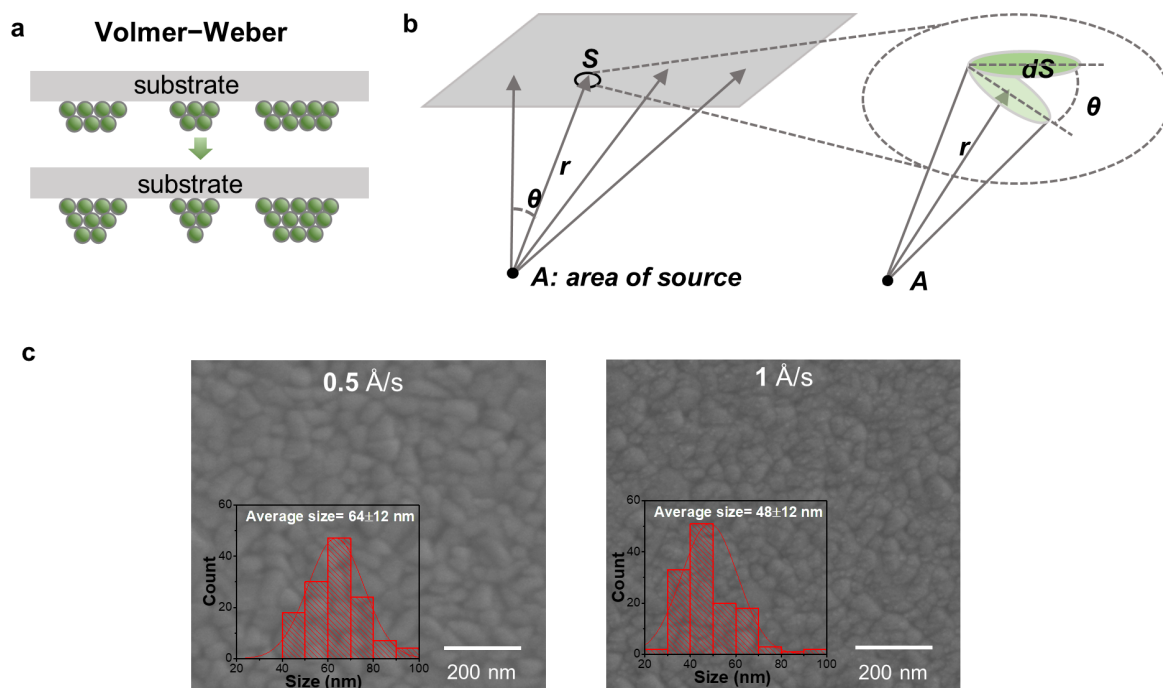 a
Volmer−Weber
substrate
substrate
b
S
r
θ
A: area of source
dS
θ
r
A
c
0.5 Å/s
60
Average size= 64±12 nm
40
Count
20
0
20 40 60 80 100
Size (nm)
200 nm
1 Å/s
60
Average size= 48±12 nm
40
Count
20
0
20 40 60 80 100
Size (nm)
200 nm